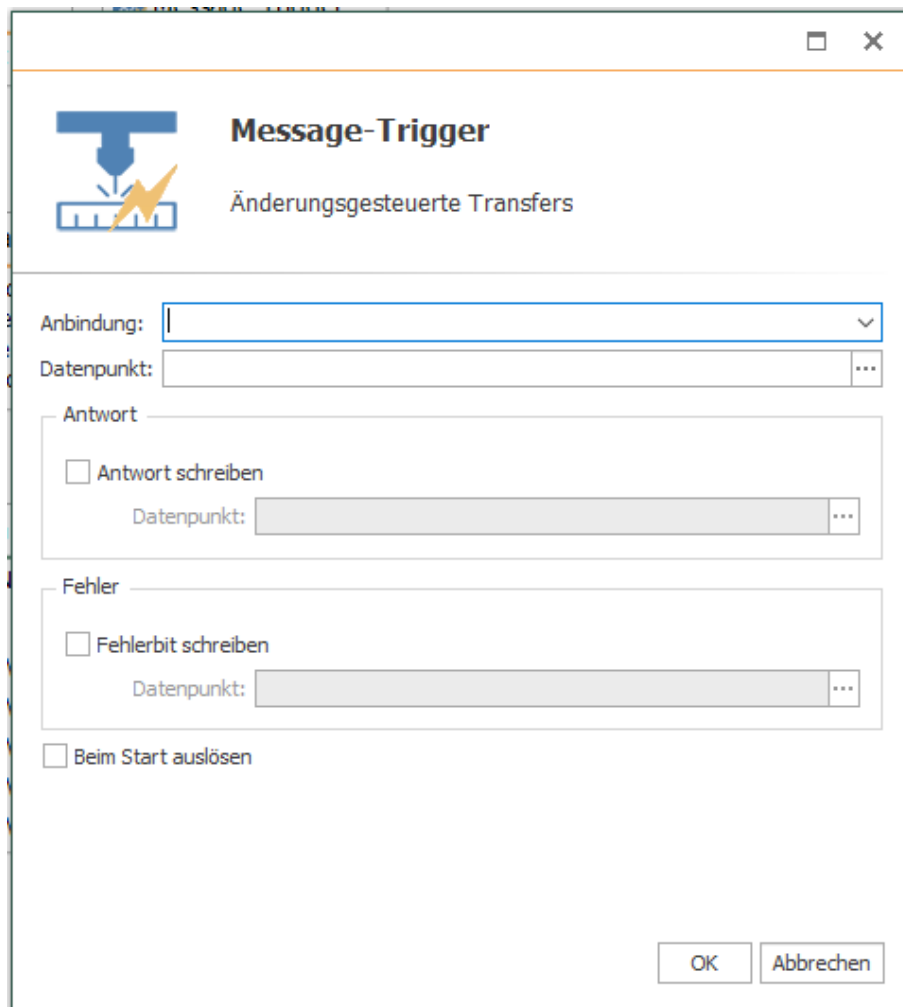 Message-Trigger
Änderungsgesteuerte Transfers
Anbindung:
Datenpunkt:
Antwort
Antwort schreiben
Datenpunkt:
Fehler
Fehlerbit schreiben
Datenpunkt:
Beim Start auslösen
OK Abbrechen